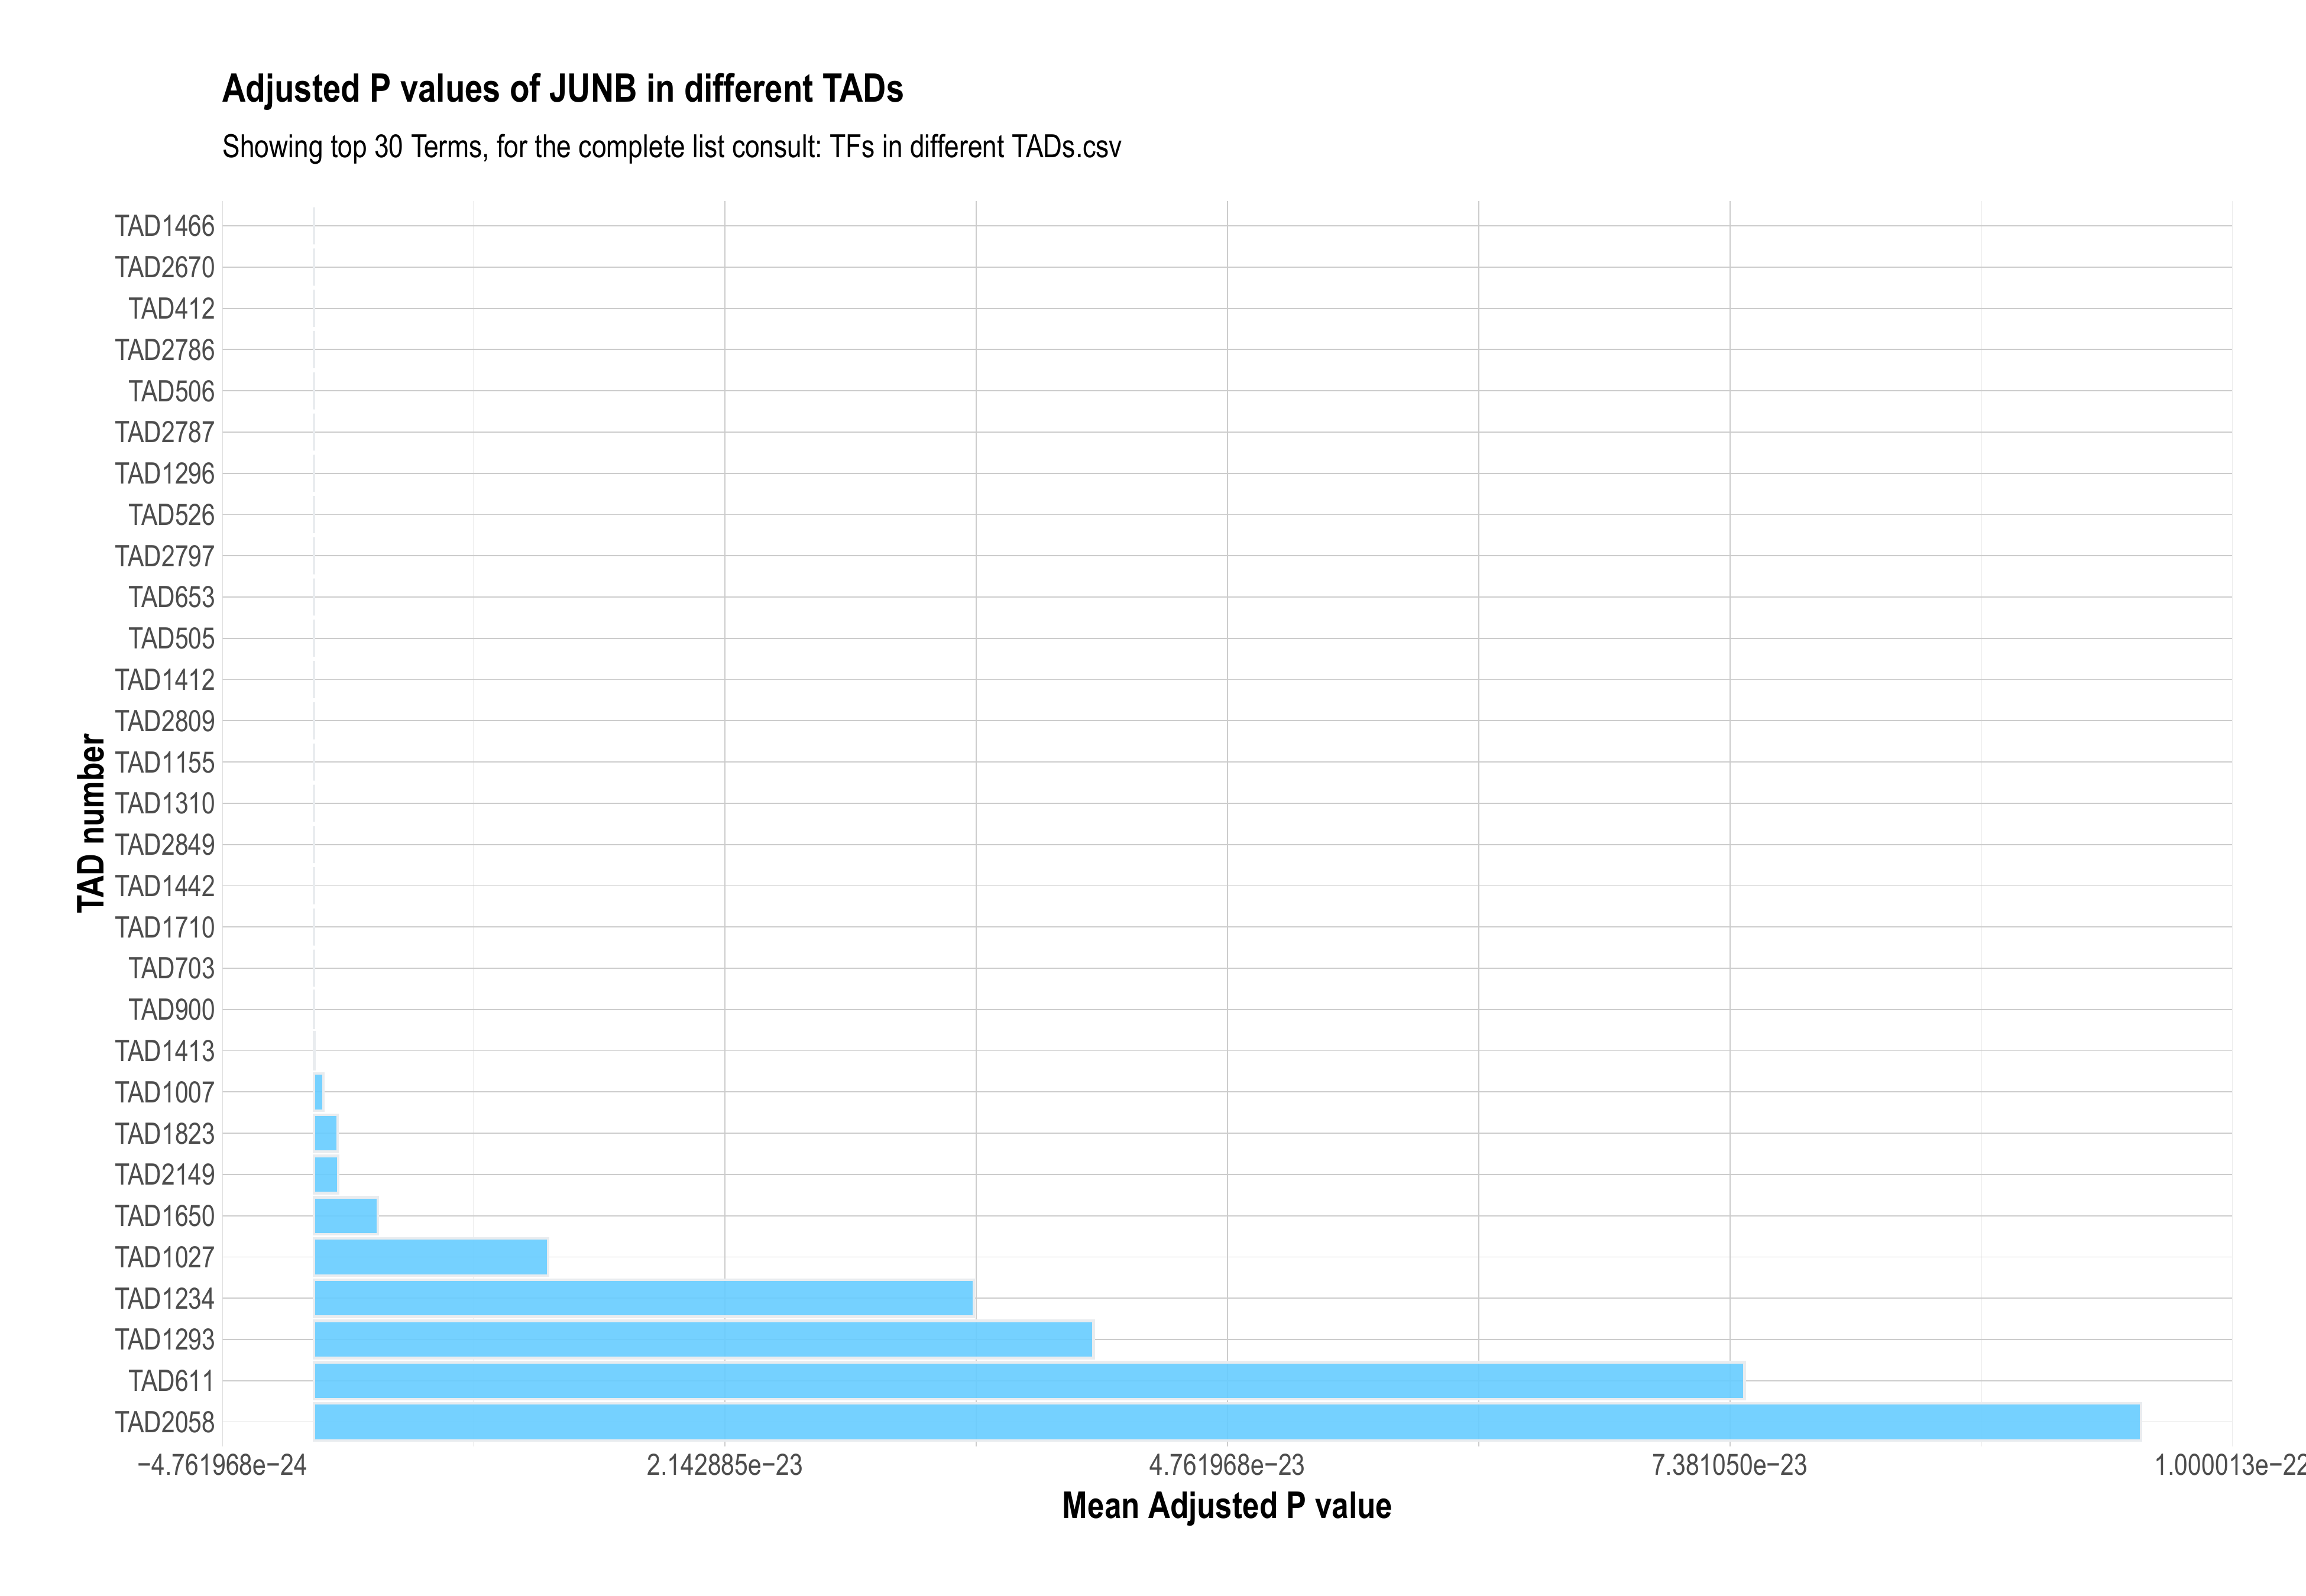 Adjusted P values of JUNB in different TADs
Showing top 30 Terms, for the complete list consult: TFs in different TADs.csv
TAD1466
TAD2670
TAD412
TAD2786
TAD506
TAD2787
TAD1296
TAD526
TAD2797
TAD653
TAD505
TAD1412
TAD2809
TAD1155
TAD1310
TAD2849
TAD1442
TAD1710
TAD703
TAD900
TAD1413
TAD1007
TAD1823
TAD2149
TAD1650
TAD1027
TAD1234
TAD1293
TAD611
TAD2058
TAD number
−4.761968e−24 2.142885e−23 4.761968e−23 7.381050e−23 1.000013e−22
Mean Adjusted P value